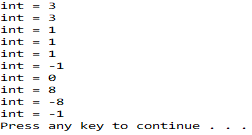 int = 3
int = 3
int = 1
int = 1
int = 1
int = -1
int = 0
int = 8
int = -8
int = -1
Press any key to continue . . .